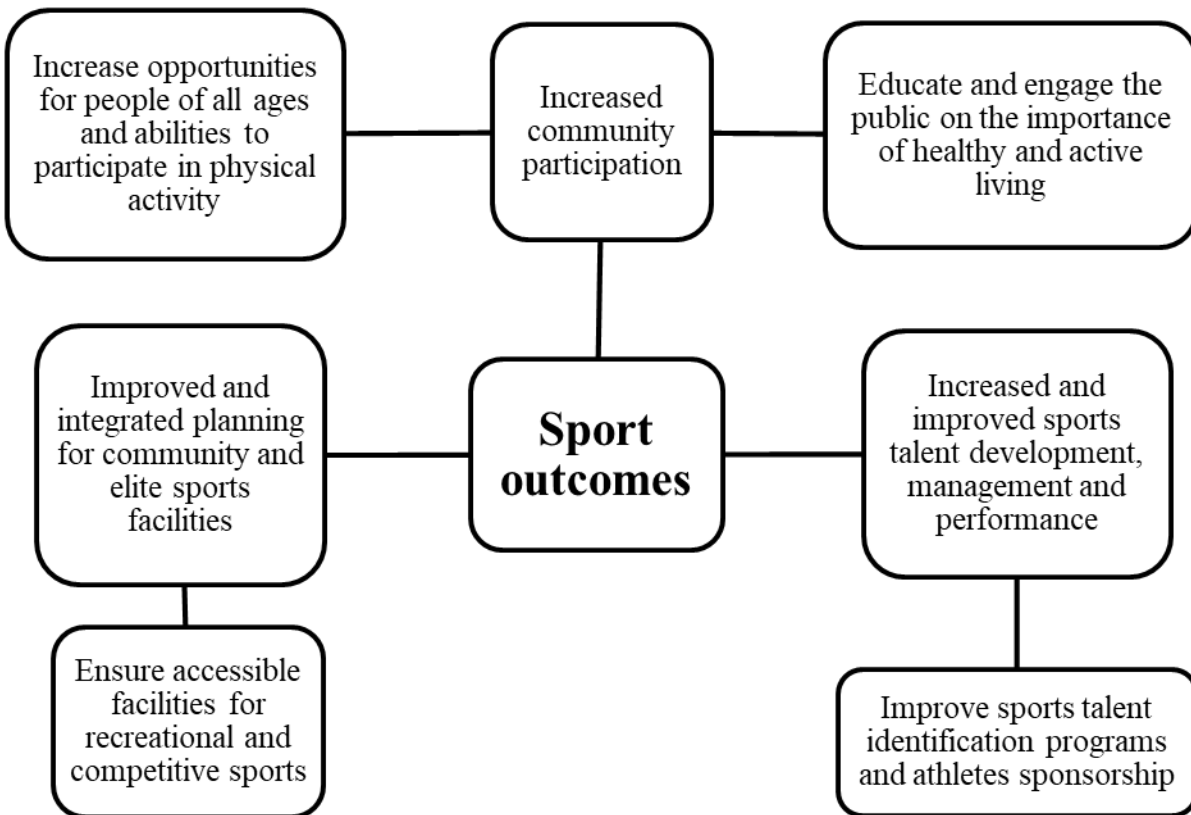 Increase opportunities
for people of all ages
and abilities to
participate in physical
activity
Increased
community
participation
Educate and engage the
public on the importance
of healthy and active
living
Improved and
integrated planning
for community and
elite sports
facilities
Sport
outcomes
Increased and
improved sports
talent development,
management and
performance
Ensure accessible
facilities for
recreational and
competitive sports
Improve sports talent
identification programs
and athletes sponsorship